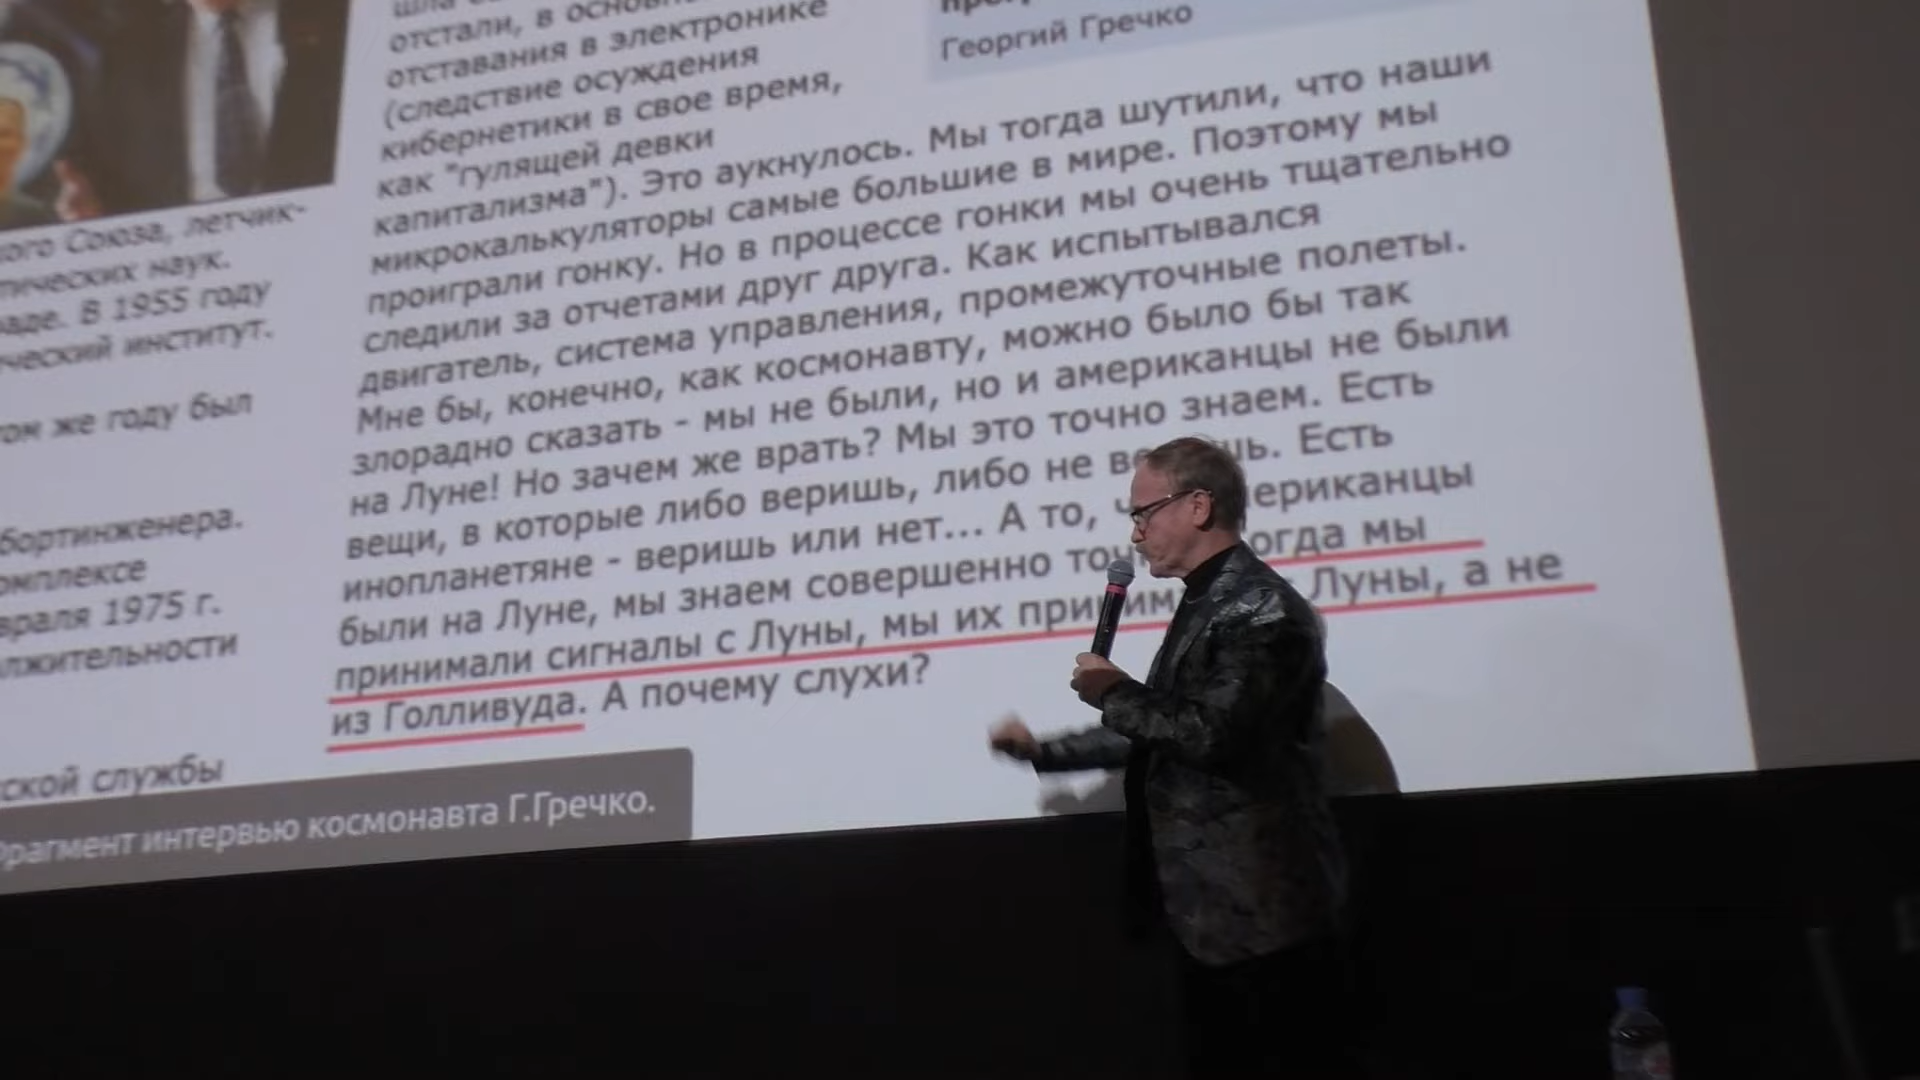 отстали, в
отставания в электронике
(следствие осуждения
кибернетики в свое время,
как "гулящей девки
капитализма"). Это аукнулось. Мы тогда шутили, что наши
микрокалькуляторы самые большие в мире. Поэтому мы
проиграли гонку. Но в процессе гонки мы очень тщательно
следили за отчетами друг друга. Как испытывался
двигатель, система управления, промежуточные полеты.
Мне бы, конечно, как космонавту, можно было бы так
злорадно сказать - мы не были, но и американцы не были
на Луне! Но зачем же врать? Мы это точно знаем. Есть
вещи, в которые либо веришь, либо не Есть
инопланетяне - веришь или нет... А то,
были на Луне, мы знаем совершенно мы
принимали сигналы с Луны, мы их Луны, а не
из Голливуда. А почему слухи?
Георгий Гречко
Союза, летчик-
наук.
В 1955 году
институт.
же году был
бортинженера.
1975 г.
службы
интервью космонавта Г.Гречко.